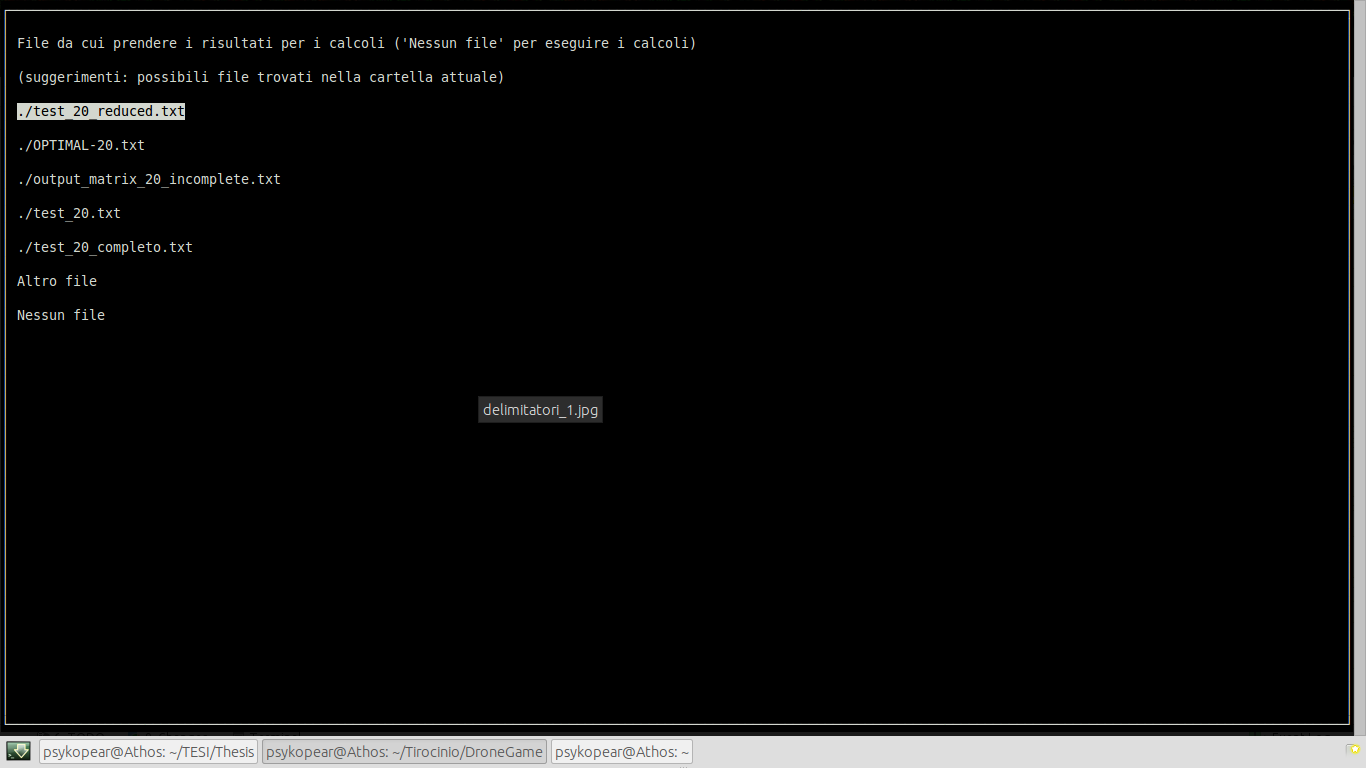 File da cui prendere i risultati per i calcoli ('Nessun file' per eseguire i calcoli)
(suggerimenti: possibili file trovati nella cartella attuale)
./test_20_reduced.txt
./OPTIMAL-20.txt
./output_matrix_20_incomplete.txt
./test_20.txt
./test_20_completo.txt
Altro file
Nessun file
delimitatori_1.jpg
psykopear@Athos: ~/TESI/Thesis
psykopear@Athos: ~/Tirocinio/DroneGame
psykopear@Athos: ~